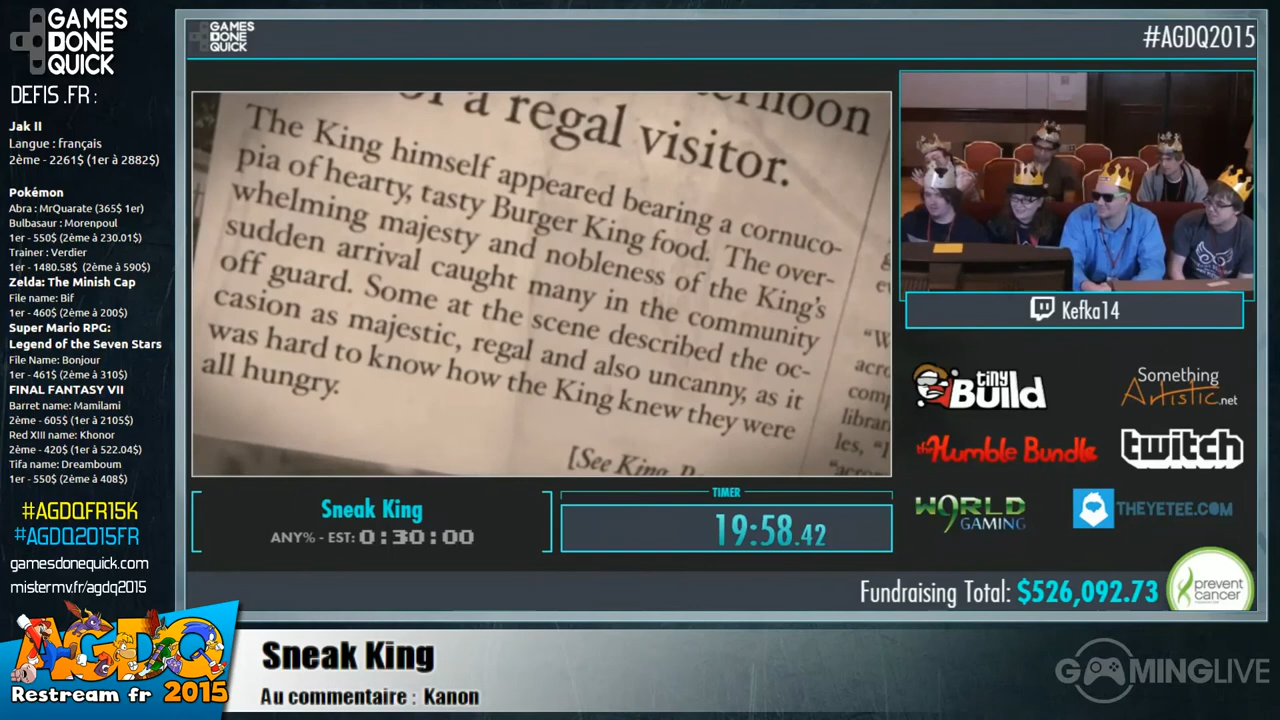 GAMES
DONE
QUICK
DEFIS .FR :
Jak II
Langue : français
2ème - 2261$ (1er à 2882$)
Pokémon
Abra : MrQuarate (365$ 1er)
Bulbasaur : Morenpoul
1er - 550$ (2ème à 230.01$)
Trainer : Verdier
1er - 1480.58$ (2ème à 590$)
Zelda: The Minish Cap
File name: Bif
1er - 460$ (2ème à 200$)
Super Mario RPG:
Legend of the Seven Stars
File Name: Bonjour
1er - 461$ (2ème à 310$)
FINAL FANTASY VII
Barret name: Mamilami
2ème - 605$ (1er à 2105$)
Red XIII name: Khonor
2ème - 420$ (1er à 522.04$)
Tifa name: Dreamboum
1er - 550$ (2ème à 408$)
#AGDQFR15K
#AGDQ2015FR
gamesdonequick.com
mistermv.fr/agdq2015
AGDQ
Restream fr 2015
GAMES
DONE
QUICK
#AGDQ2015
of a regal visitor.
The King himself appeared bearing a cornuco-
pia of hearty, tasty Burger King food. The over-
whelming majesty and nobleness of the King's
sudden arrival caught many in the community
off guard. Some at the scene described the oc-
casion as majestic, regal and also uncanny, as it
was hard to know how the King knew they were
all hungry.
[See King,
Kefka14
tinyBuild
Something
Artistic.net
the Humble Bundle
twitch
W9RLD
GAMING
THEYETEE.COM
Sneak King
ANY% - EST: 0:30:00
TIMER
19:58.42
Fundraising Total: $526,092.73
prevent
cancer
Sneak King
Au commentaire : Kanon
GAMINGLIVE